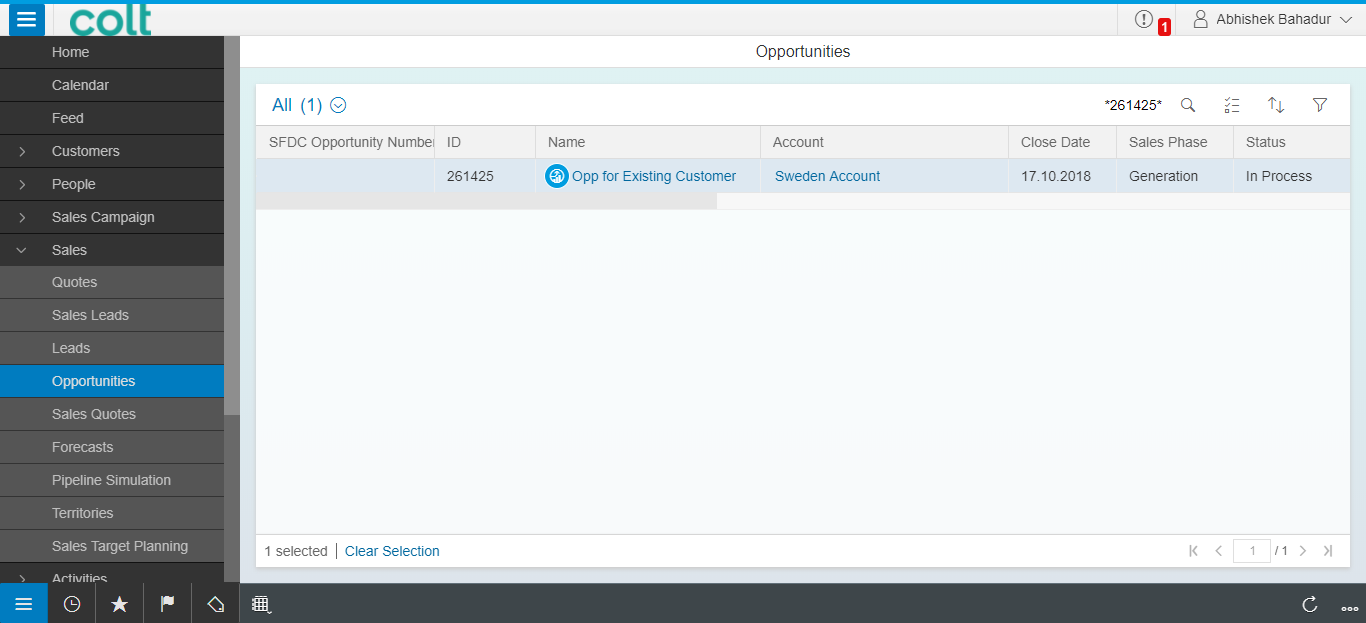 colt
1
Abhishek Bahadur
Home
Calendar
Feed
Customers
People
Sales Campaign
Sales
Quotes
Sales Leads
Leads
Opportunities
Sales Quotes
Forecasts
Pipeline Simulation
Territories
Sales Target Planning
Activities
Opportunities
All (1)
*261425*
SFDC Opportunity Number ID Name Account Close Date Sales Phase Status
261425 Opp for Existing Customer Sweden Account 17.10.2018 Generation In Process
1 selected Clear Selection
1 / 1